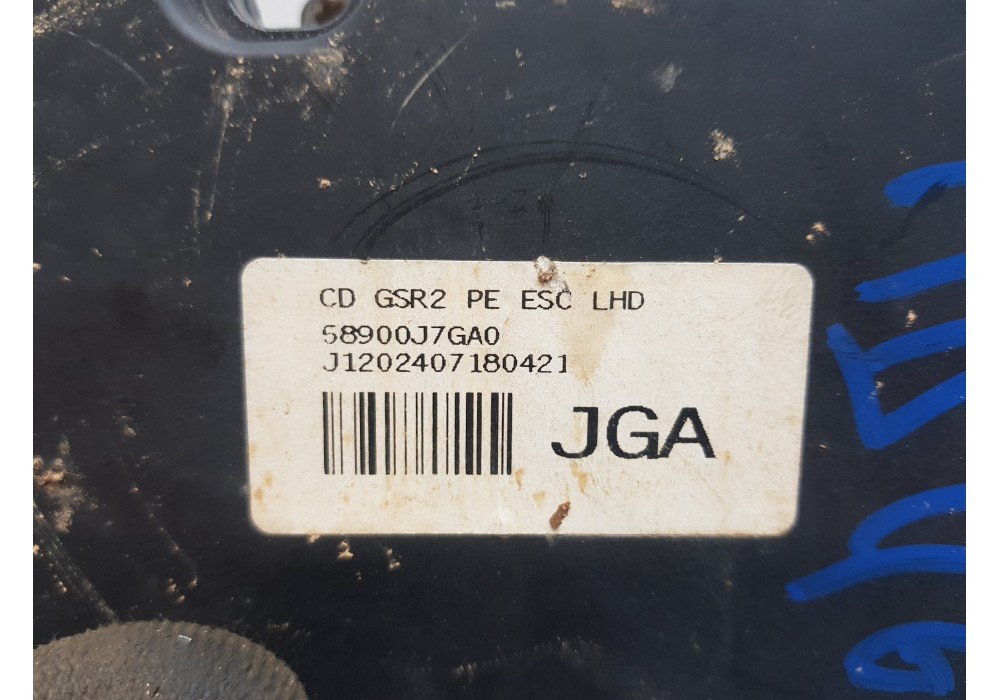 CD GSR2 PE ESC LHD
58900J7GA0
J1202407180421
JGA